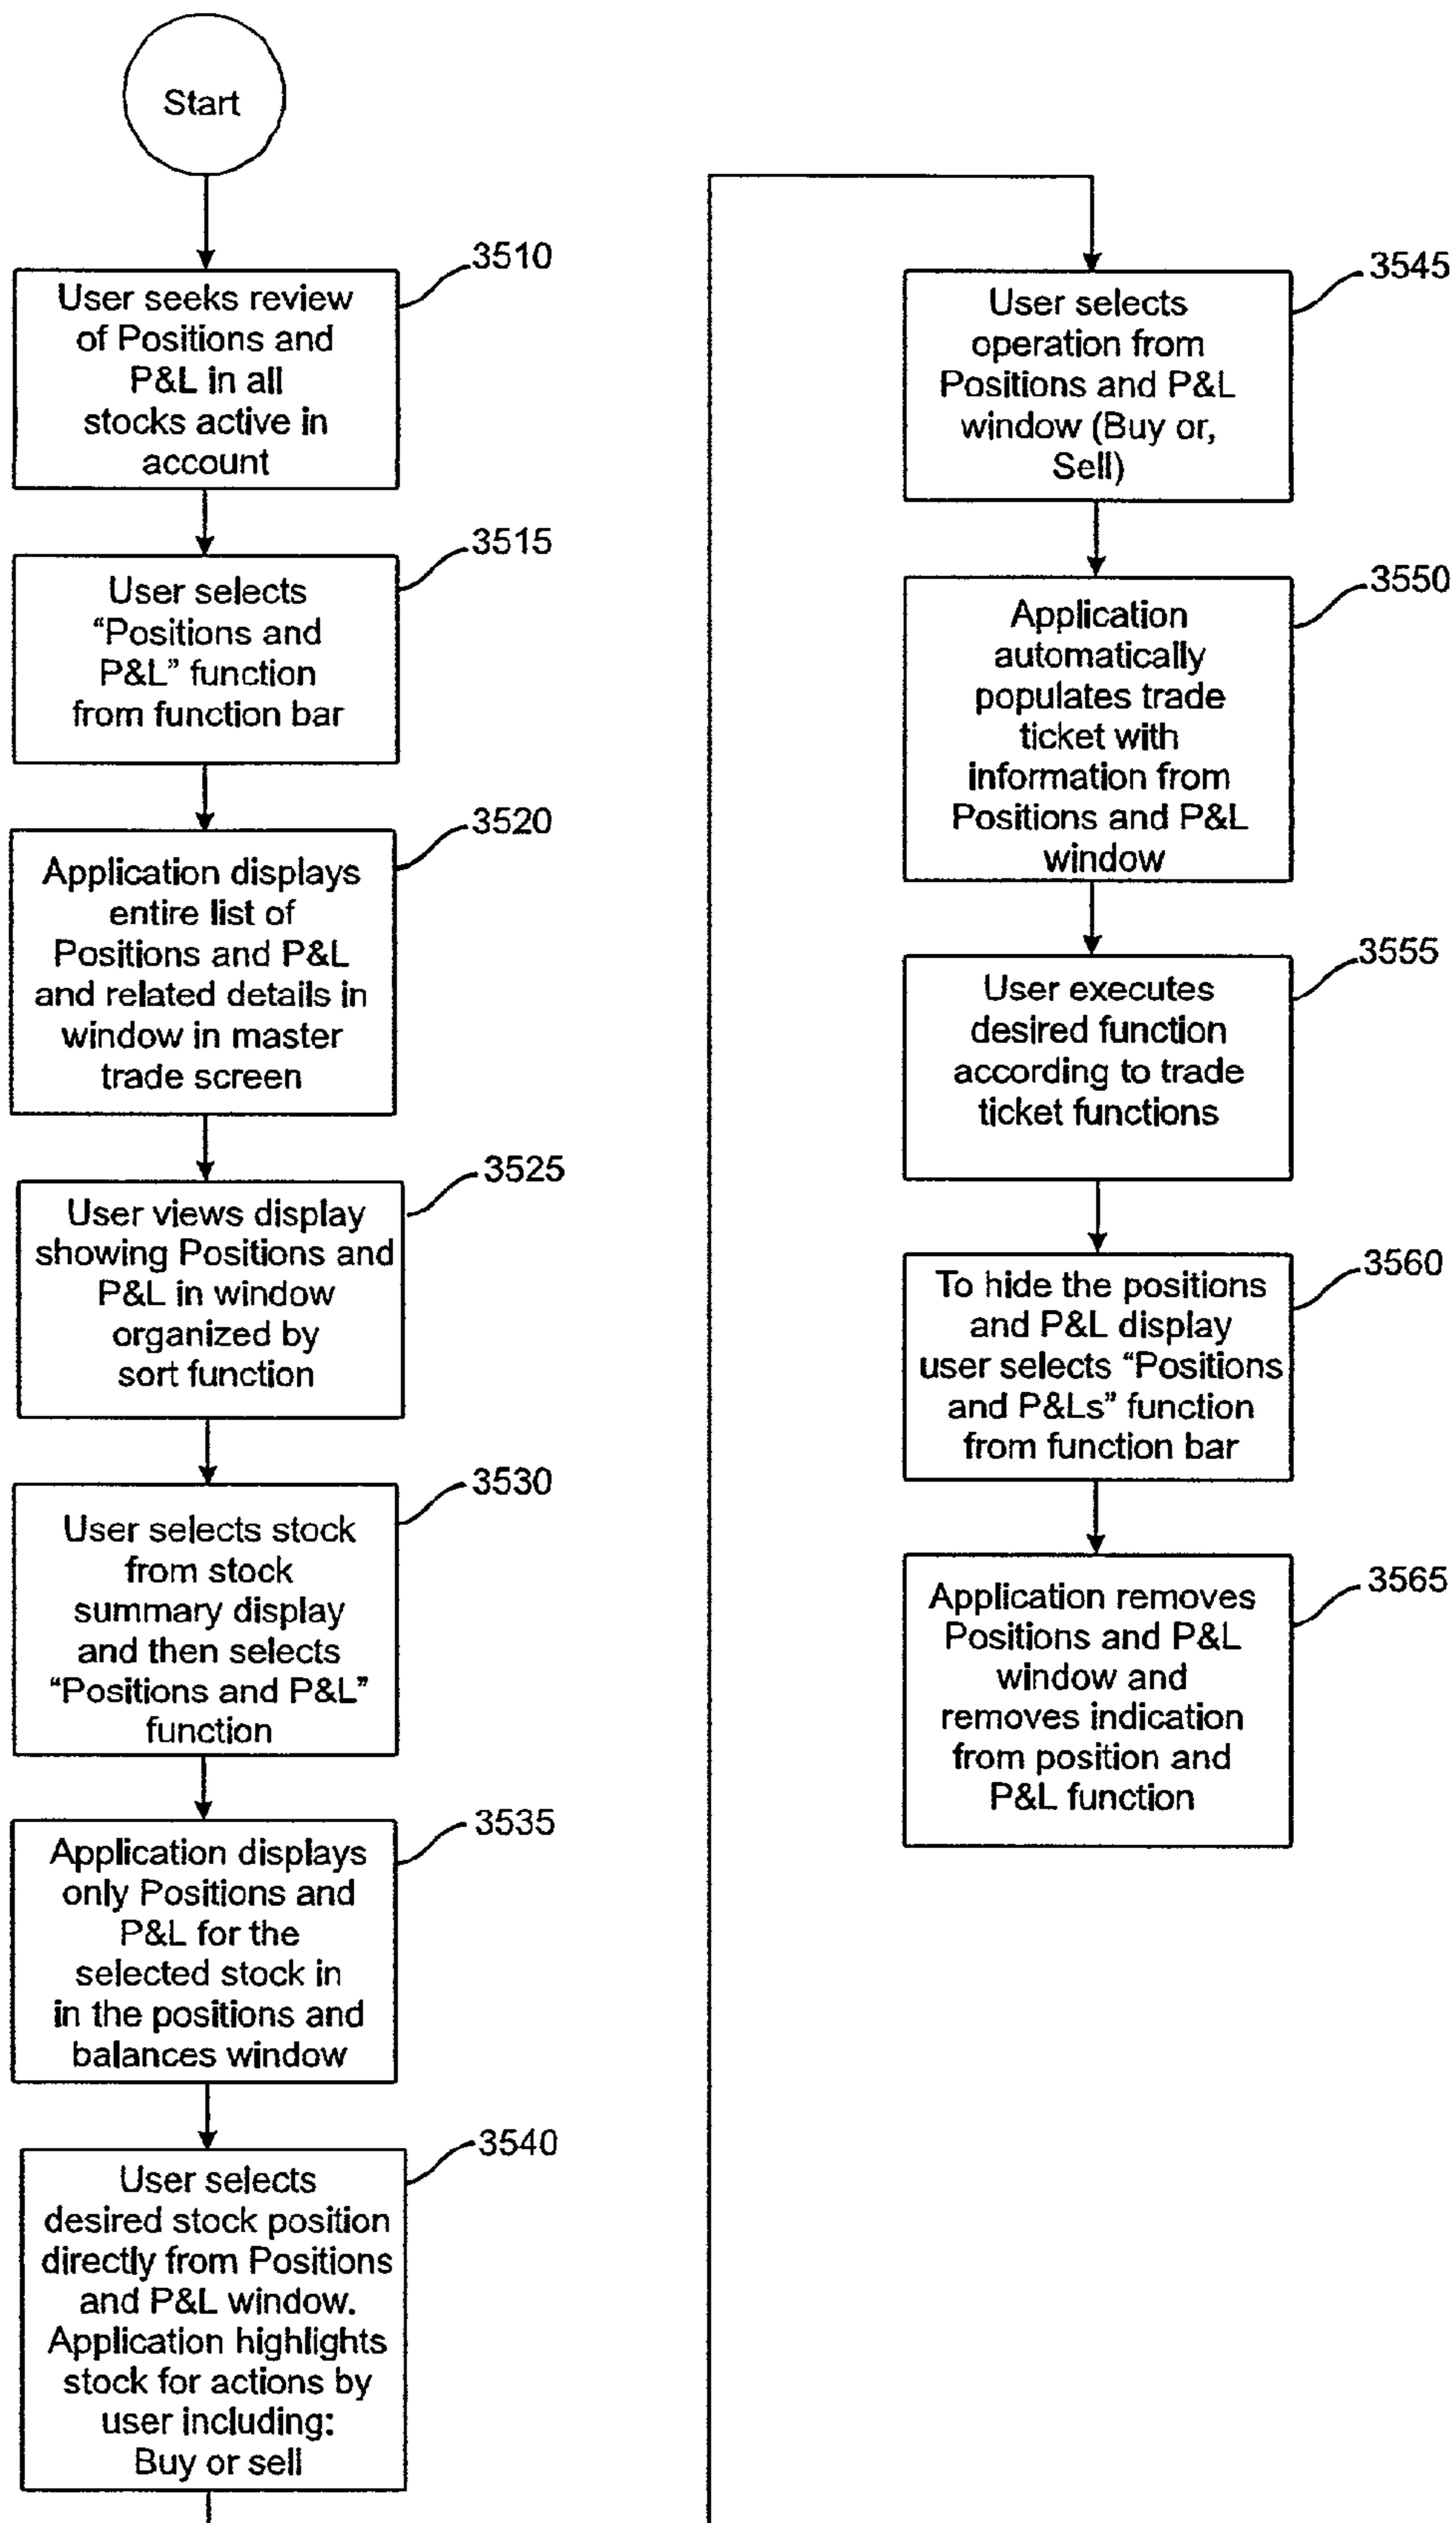 Start
3510
User seeks review
of Positions and
P&L in all
stocks active in
account
3515
User selects
“Positions and
P&L” function
from function bar
3520
Application displays
entire list of
Positions and P&L
and related details in
window in master
trade screen
3525
User views display
showing Positions and
P&L in window
organized by
sort function
3530
User selects stock
from stock
summary display
and then selects
“Positions and P&L”
function
3535
Application displays
only Positions and
P&L for the
selected stock in
in the positions and
balances window
3540
User selects
desired stock position
directly from Positions
and P&L window.
Application highlights
stock for actions by
user including:
Buy or sell
3545
User selects
operation from
Positions and P&L
window (Buy or,
Sell)
3550
Application
automatically
populates trade
ticket with
information from
Positions and P&L
window
3555
User executes
desired function
according to trade
ticket functions
3560
To hide the positions
and P&L display
user selects “Positions
and P&Ls” function
from function bar
3565
Application removes
Positions and P&L
window and
removes indication
from position and
P&L function